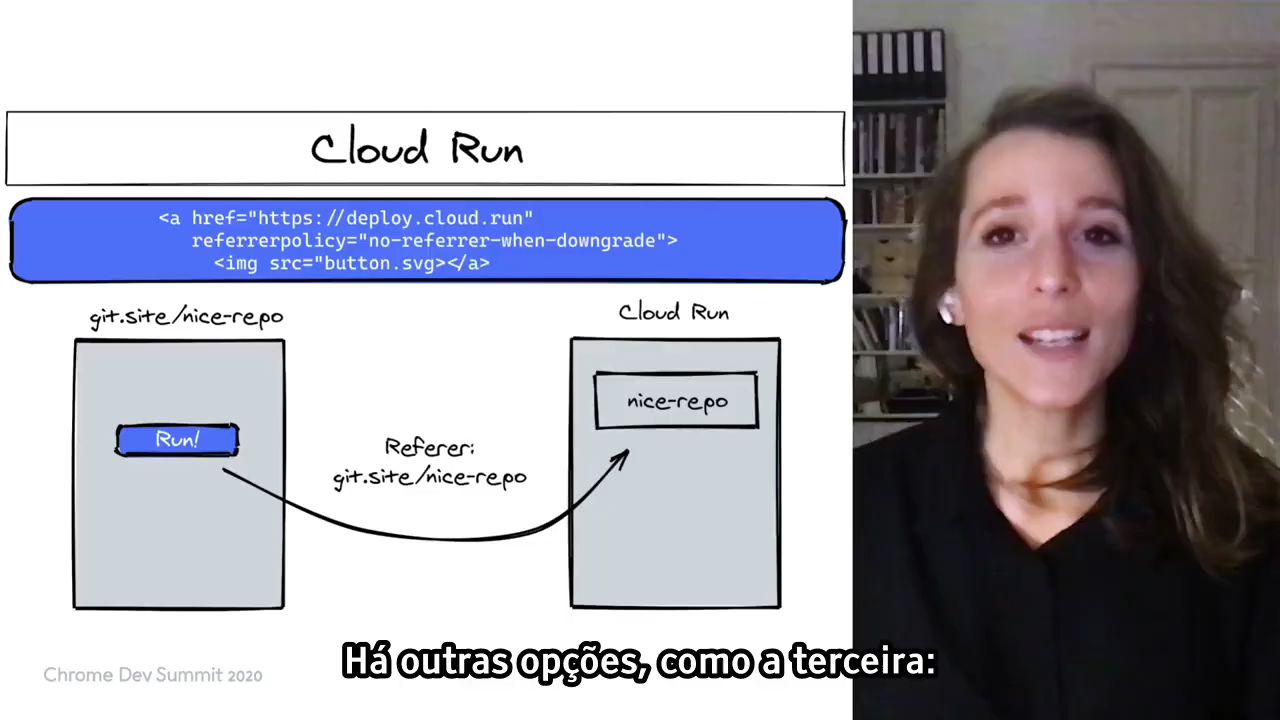 Cloud Run
<a href="https://deploy.cloud.run"
referrerpolicy="no-referrer-when-downgrade">
<img src="button.svg></a>
git.site/nice-repo
Cloud Run
nice-repo
Run!
Referer:
git.site/nice-repo
Há outras opções, como a terceira:
Chrome Dev Summit 2020